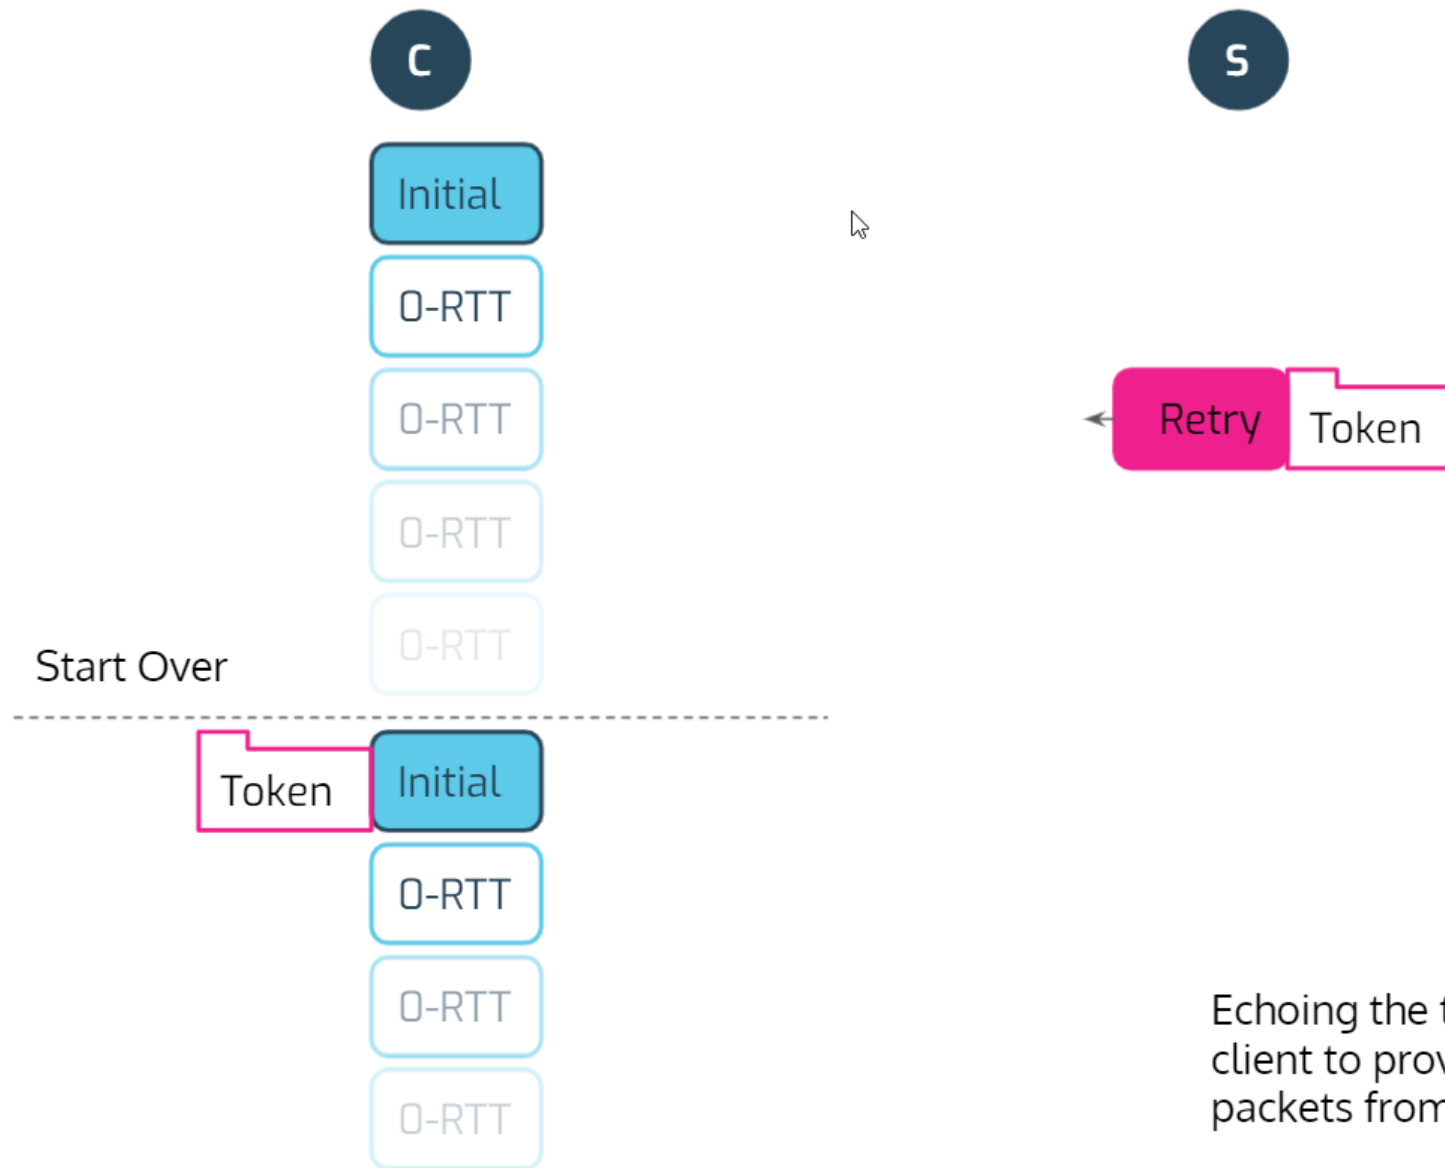 C
S
Initial
0-RTT
0-RTT
Retry
Token
0-RTT
0-RTT
Start Over
Token
Initial
0-RTT
0-RTT
Echoing the
client to
packets from
0-RTT